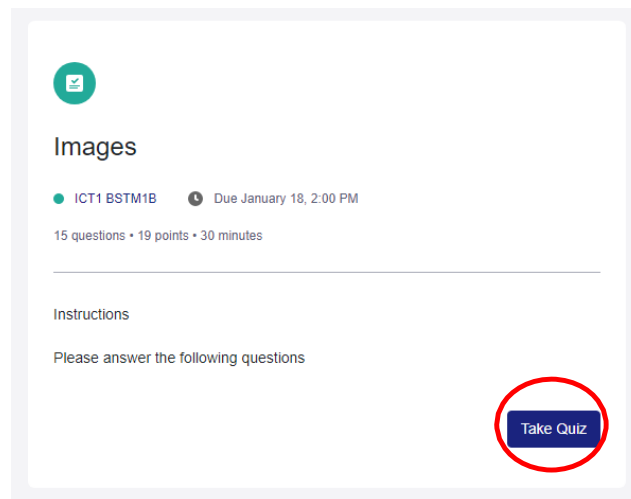 Images
ICT1 BSTM1B Due January 18, 2:00 PM
15 questions • 19 points • 30 minutes
Instructions
Please answer the following questions
Take Quiz